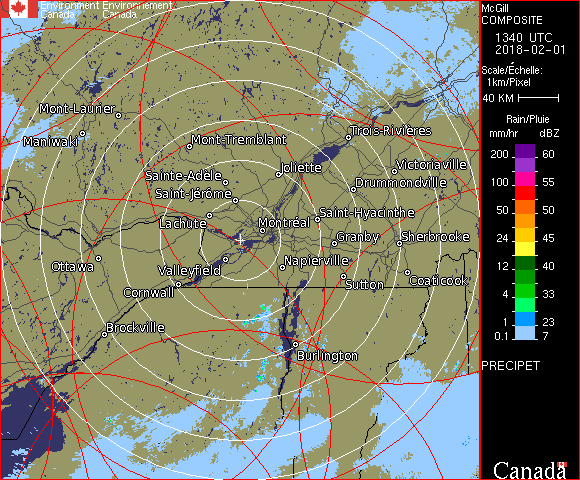 Environment Environnement
Canada Canada
McGill
COMPOSITE
1340 UTC
2018-02-01
Scale/Échelle:
1km/Pixel
40 KM
Rain/Pluie
mm/hr dBZ
200 60
100 55
50 50
24 45
12 40
4 33
1 23
0.1 7
PRECIPET
Canada
Mont-Laurier
Maniwaki
Mont-Tremblant
Trois-Rivières
Joliette
Victoriaville
Sainte-Adèle
Drummondville
Saint-Jérôme
Saint-Hyacinthe
Lachute
Montréal
Granby
Sherbrooke
Ottawa
Valleyfield
Napierville
Cornwall
Sutton
Coaticook
Brockville
Burlington